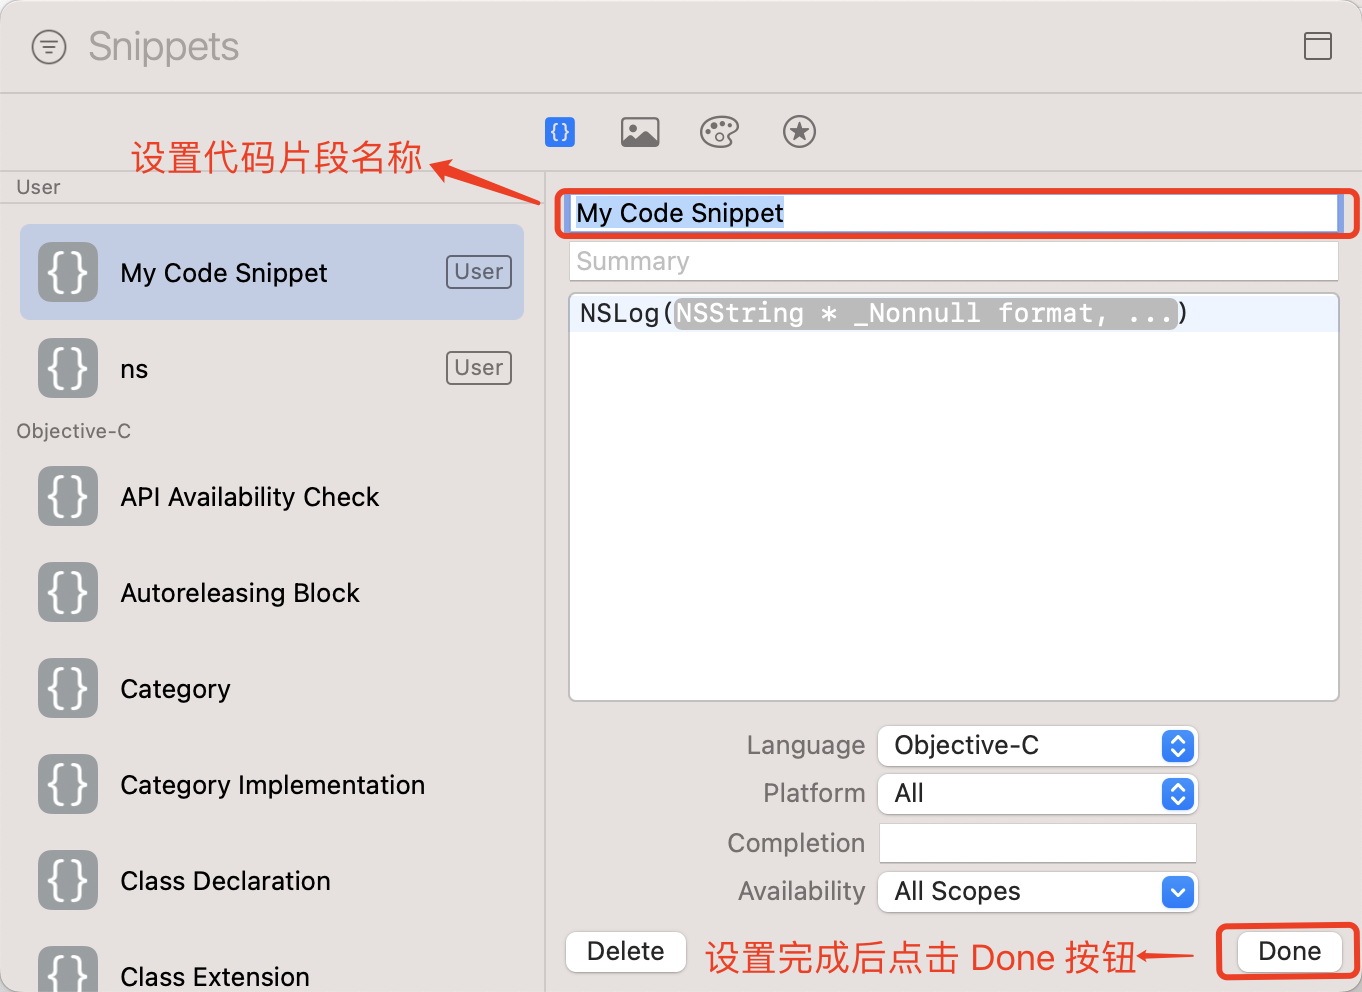 Snippets
{}
设置代码片段名称
User
{} My Code Snippet User
{} ns User
Objective-C
{} API Availability Check
{} Autoreleasing Block
{} Category
{} Category Implementation
{} Class Declaration
{} Class Extension
My Code Snippet
Summary
NSLog(NSString * _Nonnull format, ...)
Language Objective-C
Platform All
Completion
Availability All Scopes
Delete 设置完成后点击 Done 按钮 Done